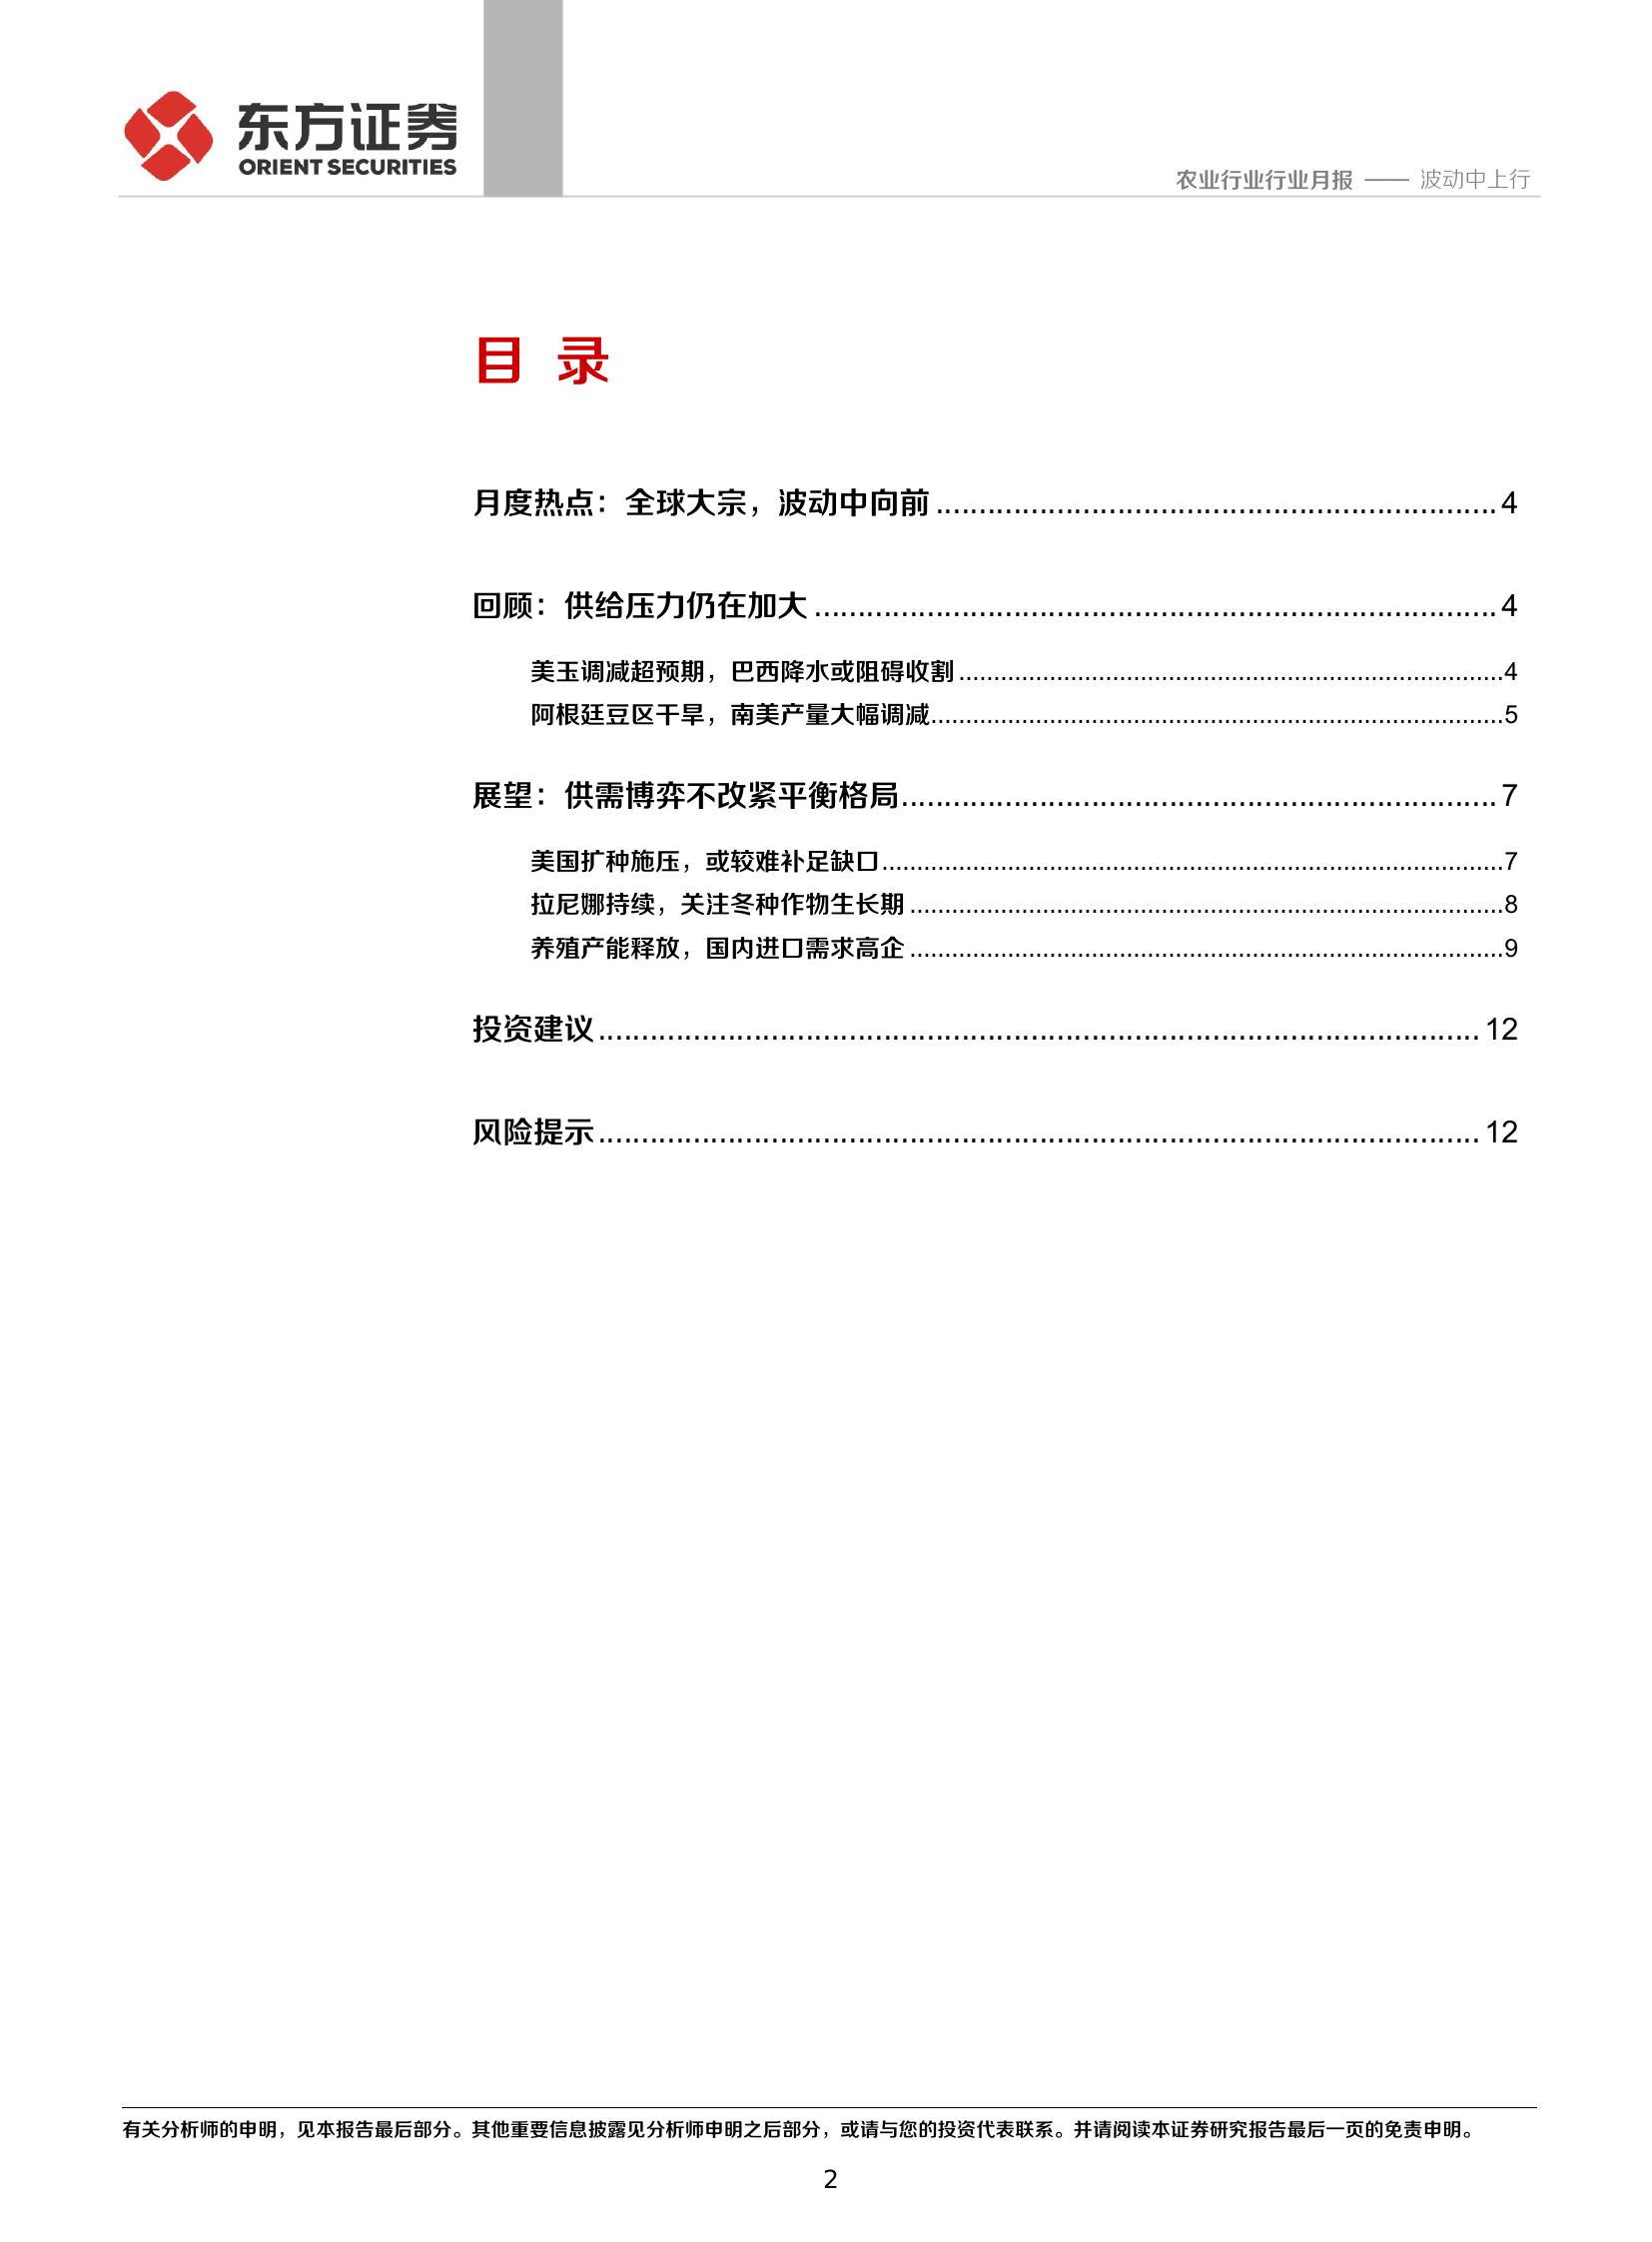 东方证券
ORIENT SECURITIES
农业行业行业月报 —— 波动中上行
目 录
月度热点：全球大宗，波动中向前 ................................................................. 4
回顾：供给压力仍在加大 ............................................................................... 4
美玉调减超预期，巴西降水或阻碍收割 ..............................................................................4
阿根廷豆区干旱，南美产量大幅调减..................................................................................5
展望：供需博弈不改紧平衡格局..................................................................... 7
美国扩种施压，或较难补足缺口.........................................................................................7
拉尼娜持续，关注冬种作物生长期 .....................................................................................8
养殖产能释放，国内进口需求高企 .....................................................................................9
投资建议...................................................................................................... 12
风险提示...................................................................................................... 12
有关分析师的申明，见本报告最后部分。其他重要信息披露见分析师申明之后部分，或请与您的投资代表联系。并请阅读本证券研究报告最后一页的免责申明。
2